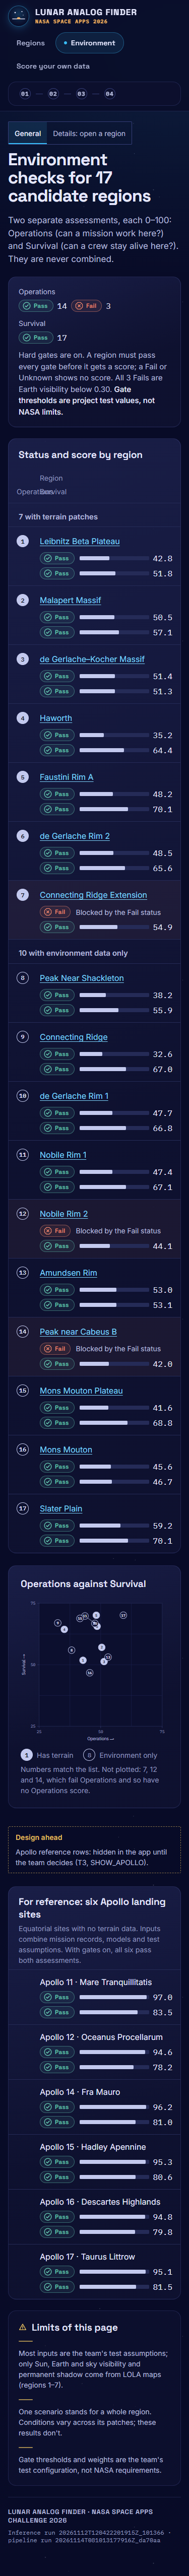 LUNAR ANALOG FINDER
NASA SPACE APPS 2026
Regions
Environment
Score your own data
01 — 02 — 03 — 04
General
Details: open a region
Environment
checks for 17
candidate regions
Two separate assessments, each 0–100:
Operations (can a mission work here?)
and Survival (can a crew stay alive here?).
They are never combined.
Operations
Pass 14 Fail 3
Survival
Pass 17
Hard gates are on. A region must pass
every gate before it gets a score; a Fail or
Unknown shows no score. All 3 Fails are
Earth visibility below 0.30. Gate
thresholds are project test values, not
NASA limits.
Status and score by region
Region
Operations
Survival
7 with terrain patches
1 Leibnitz Beta Plateau
Pass 42.8
Pass 51.8
2 Malapert Massif
Pass 50.5
Pass 57.1
3 de Gerlache–Kocher Massif
Pass 51.4
Pass 51.3
4 Haworth
Pass 35.2
Pass 64.4
5 Faustini Rim A
Pass 48.2
Pass 70.1
6 de Gerlache Rim 2
Pass 48.5
Pass 65.6
7 Connecting Ridge Extension
Fail Blocked by the Fail status
Pass 54.9
10 with environment data only
8 Peak Near Shackleton
Pass 38.2
Pass 55.9
9 Connecting Ridge
Pass 32.6
Pass 67.0
10 de Gerlache Rim 1
Pass 47.7
Pass 66.8
11 Nobile Rim 1
Pass 47.4
Pass 67.1
12 Nobile Rim 2
Fail Blocked by the Fail status
Pass 44.1
13 Amundsen Rim
Pass 53.0
Pass 53.1
14 Peak near Cabeus B
Fail Blocked by the Fail status
Pass 42.0
15 Mons Mouton Plateau
Pass 41.6
Pass 68.8
16 Mons Mouton
Pass 45.6
Pass 46.7
17 Slater Plain
Pass 59.2
Pass 70.1
Operations against Survival
75
50
25
Survival →
25
50
75
Operations →
1 Has terrain 8 Environment only
Numbers match the list. Not plotted: 7, 12
and 14, which fail Operations and so have
no Operations score.
Design ahead
Apollo reference rows: hidden in the app until
the team decides (T3, SHOW_APOLLO).
For reference: six Apollo landing
sites
Equatorial sites with no terrain data. Inputs
combine mission records, models and test
assumptions. With gates on, all six pass
both assessments.
Apollo 11 · Mare Tranquillitatis
Pass 97.0
Pass 83.5
Apollo 12 · Oceanus Procellarum
Pass 94.6
Pass 78.2
Apollo 14 · Fra Mauro
Pass 96.2
Pass 81.0
Apollo 15 · Hadley Apennine
Pass 95.3
Pass 80.6
Apollo 16 · Descartes Highlands
Pass 94.8
Pass 79.8
Apollo 17 · Taurus Littrow
Pass 95.1
Pass 81.5
Limits of this page
Most inputs are the team's test assumptions;
only Sun, Earth and sky visibility and
permanent shadow come from LOLA maps
(regions 1–7).
One scenario stands for a whole region.
Conditions vary across its patches; these
results don't.
Gate thresholds and weights are the team's
test configuration, not NASA requirements.
LUNAR ANALOG FINDER · NASA SPACE APPS
CHALLENGE 2026